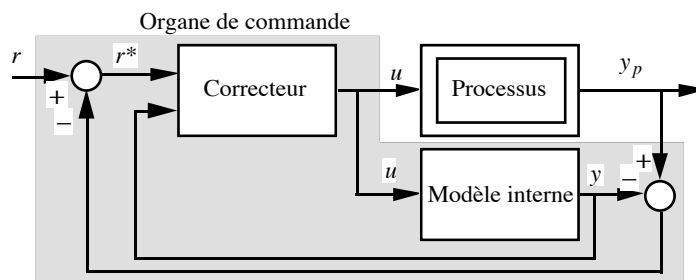 Organe de commande
r
r*
+
−
Correcteur
u
Processus
y_p
u
Modèle interne
y
−
+